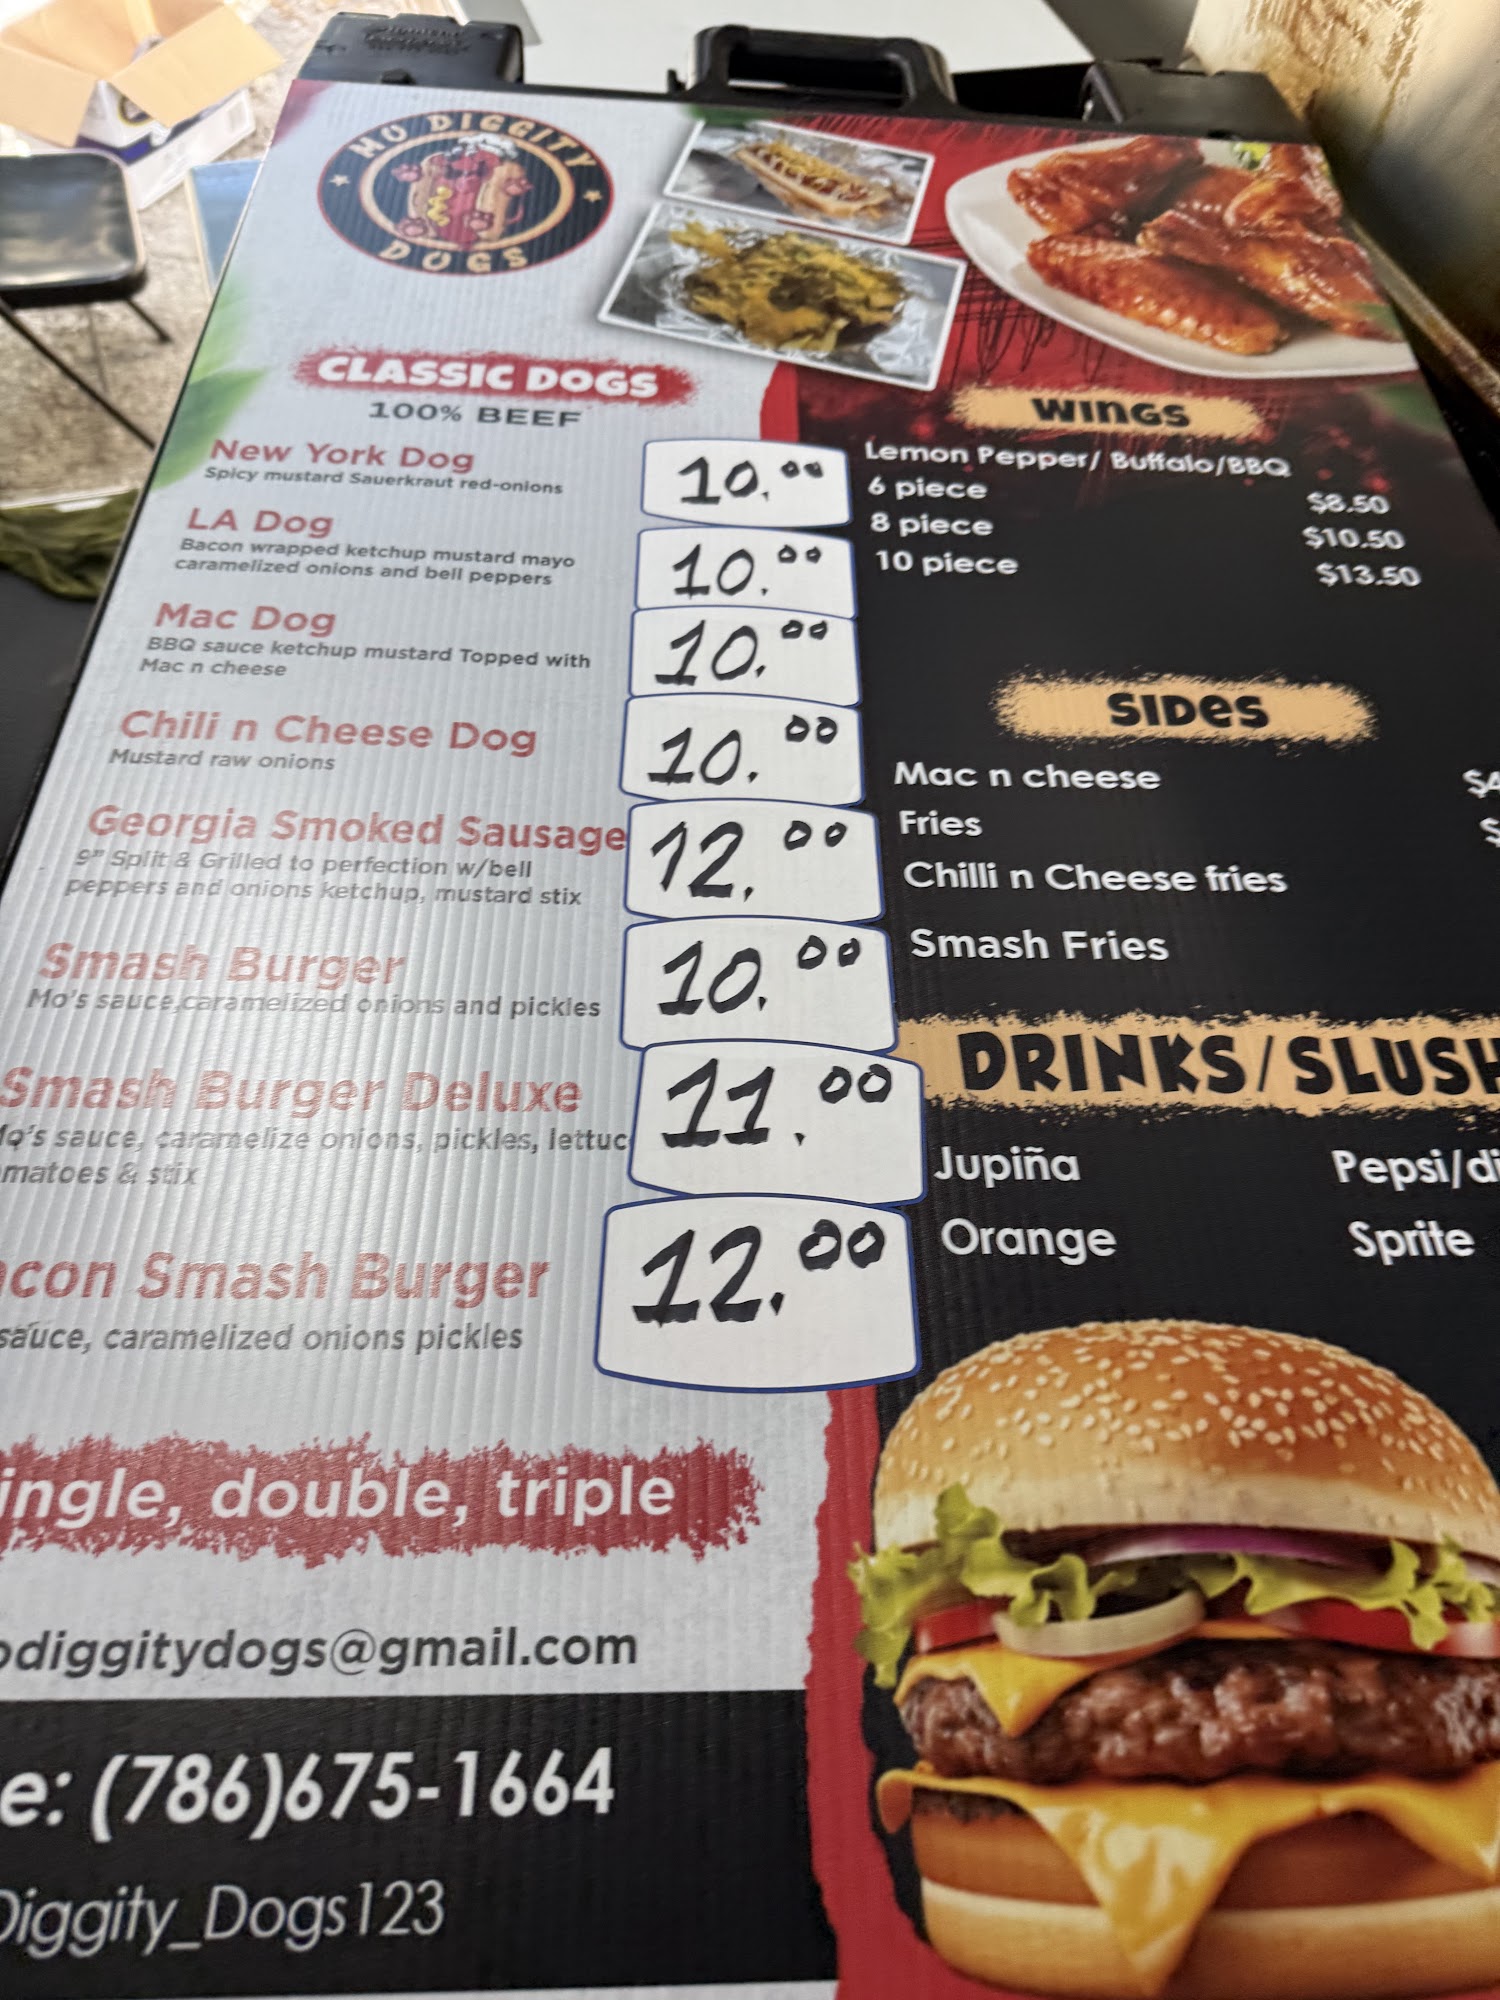 MO DIGGITY
DOGS
CLASSIC DOGS
100% BEEF
New York Dog 10.00
Spicy mustard Sauerkraut red-onions
LA Dog 10.00
Bacon wrapped ketchup mustard mayo
caramelized onions and bell peppers
Mac Dog 10.00
BBQ sauce ketchup mustard Topped with
Mac n cheese
Chili n Cheese Dog 10.00
Mustard raw onions
Georgia Smoked Sausage 12.00
9" Split & Grilled to perfection w/bell
peppers and onions ketchup, mustard stix
Smash Burger 10.00
Mo's sauce,caramelized onions and pickles
Smash Burger Deluxe 11.00
Mo's sauce, caramelize onions, pickles, lettuc
matoes & stix
acon Smash Burger 12.00
sauce, caramelized onions pickles
ingle, double, triple
odiggitydogs@gmail.com
e: (786)675-1664
Diggity_Dogs123
WINGS
Lemon Pepper/ Buffalo/BBQ
6 piece $8.50
8 piece $10.50
10 piece $13.50
SIDES
Mac n cheese $4
Fries $
Chilli n Cheese fries
Smash Fries
DRINKS/SLUSH
Jupiña Pepsi/di
Orange Sprite